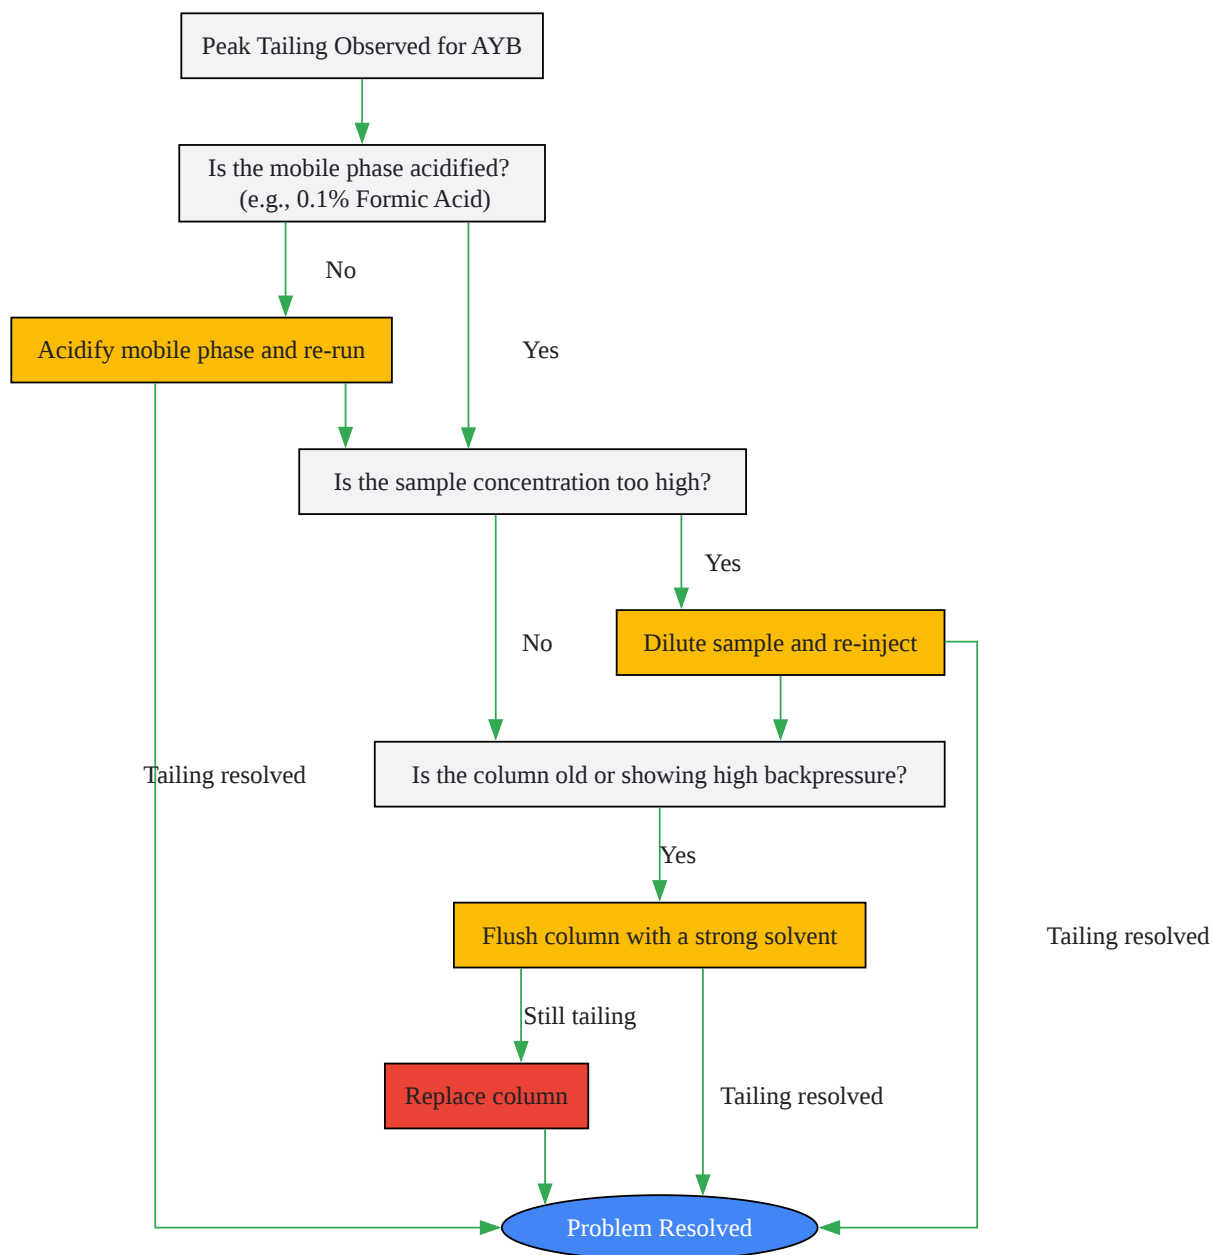 Peak Tailing Observed for AYB
Is the mobile phase acidified?
(e.g., 0.1% Formic Acid)
No
Acidify mobile phase and re-run
Yes
Is the sample concentration too high?
Yes
No
Dilute sample and re-inject
Tailing resolved
Is the column old or showing high backpressure?
Yes
Flush column with a strong solvent
Tailing resolved
Still tailing
Replace column
Tailing resolved
Problem Resolved